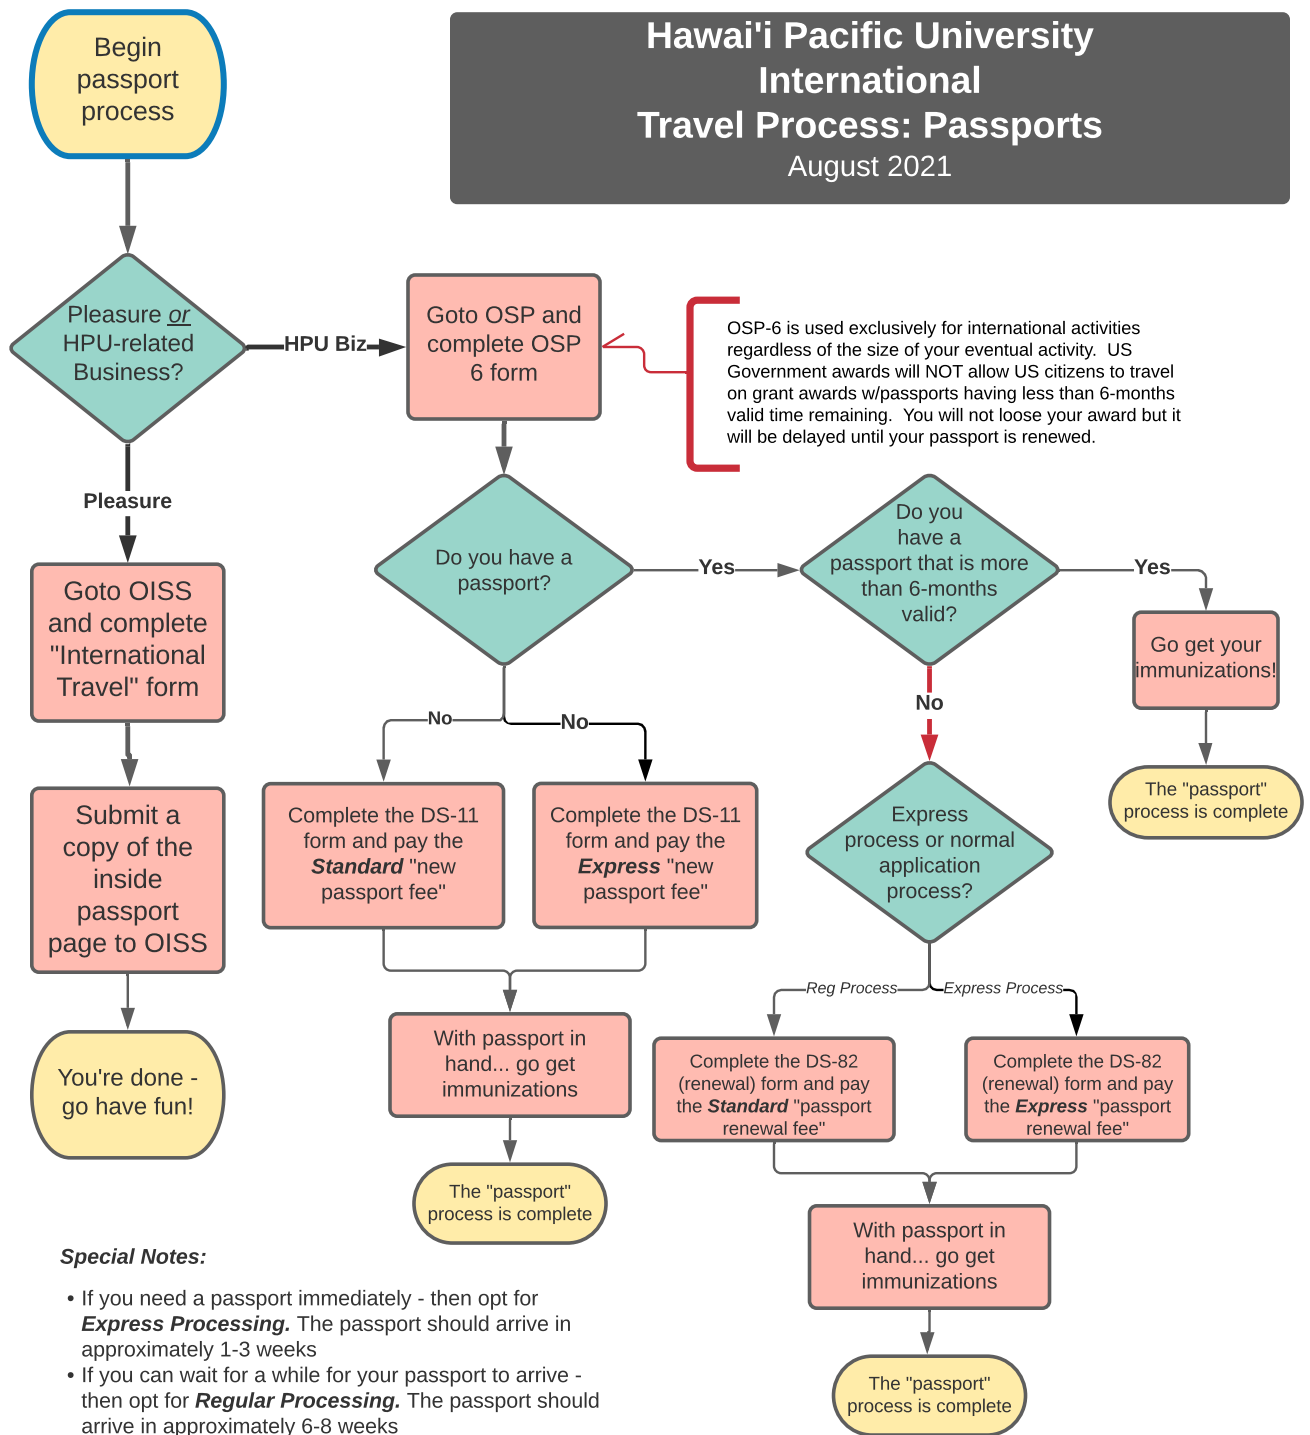 Begin
passport
process
Hawai'i Pacific University
International
Travel Process: Passports
August 2021
Pleasure or
HPU-related
Business?
HPU Biz
Goto OSP and
complete OSP
6 form
OSP-6 is used exclusively for international activities
regardless of the size of your eventual activity.  US
Government awards will NOT allow US citizens to travel
on grant awards w/passports having less than 6-months
valid time remaining.  You will not loose your award but it
will be delayed until your passport is renewed.
Pleasure
Goto OISS
and complete
"International
Travel" form
Submit a
copy of the
inside
passport
page to OISS
You're done -
go have fun!
Do you have a
passport?
Yes
Do you
have a
passport that is more
than 6-months
valid?
Yes
Go get your
immunizations!
The "passport"
process is complete
No
No
No
Complete the DS-11
form and pay the
Standard "new
passport fee"
Complete the DS-11
form and pay the
Express "new
passport fee"
With passport in
hand... go get
immunizations
The "passport"
process is complete
Express
process or normal
application
process?
Reg Process
Express Process
Complete the DS-82
(renewal) form and pay
the Standard "passport
renewal fee"
Complete the DS-82
(renewal) form and pay
the Express "passport
renewal fee"
With passport in
hand... go get
immunizations
The "passport"
process is complete
Special Notes:
• If you need a passport immediately - then opt for
Express Processing. The passport should arrive in
approximately 1-3 weeks
• If you can wait for a while for your passport to arrive -
then opt for Regular Processing. The passport should
arrive in approximately 6-8 weeks